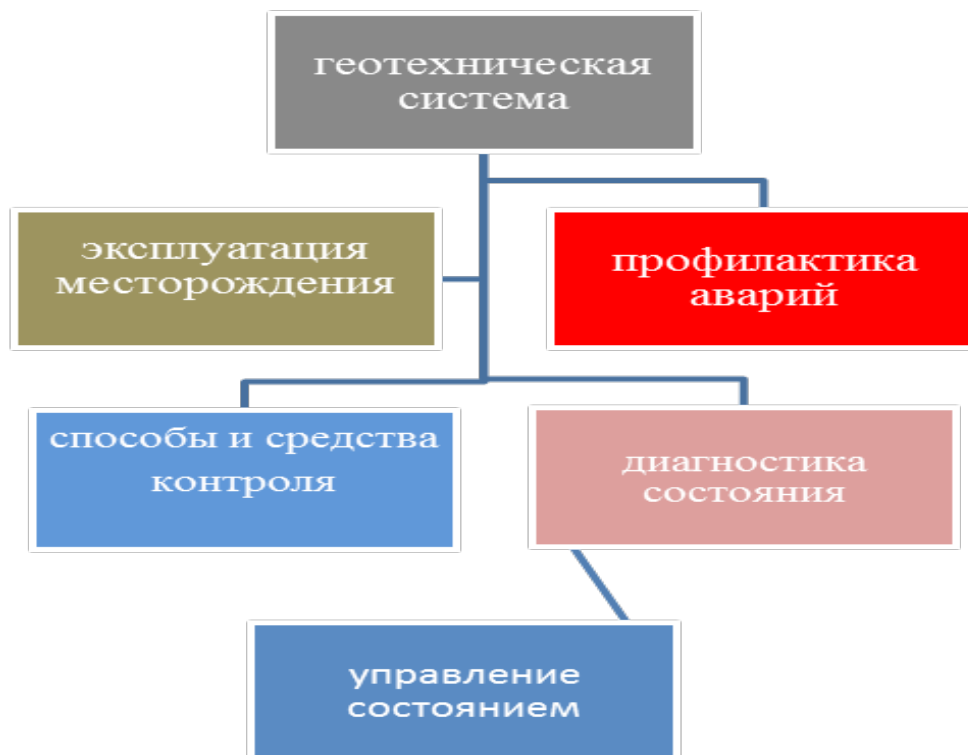 геотехническая
система
эксплуатация
месторождения
профилактика
аварий
способы и средства
контроля
диагностика
состояния
управление
состоянием